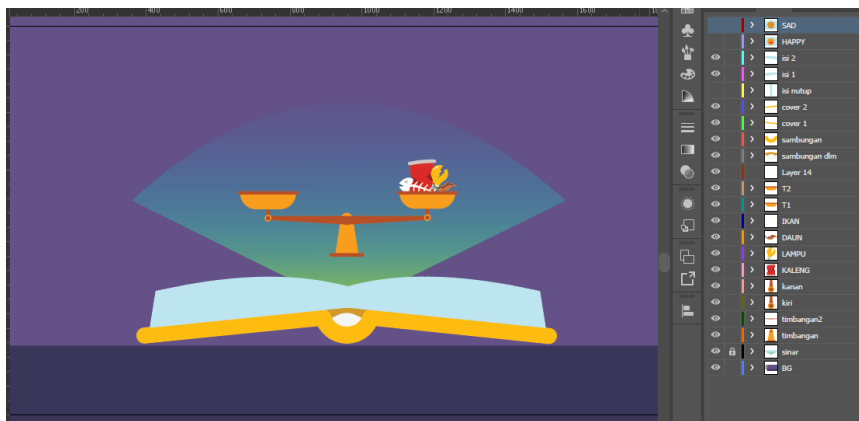 200
400
600
800
1000
1200
1400
1600
SAD
HAPPY
isi 2
isi 1
isi nutup
cover 2
cover 1
sambungan
sambungan dlm
Layer 14
T2
T1
IKAN
DAUN
LAMPU
KALENG
kanan
kiri
timbangan2
timbangan
sinar
BG